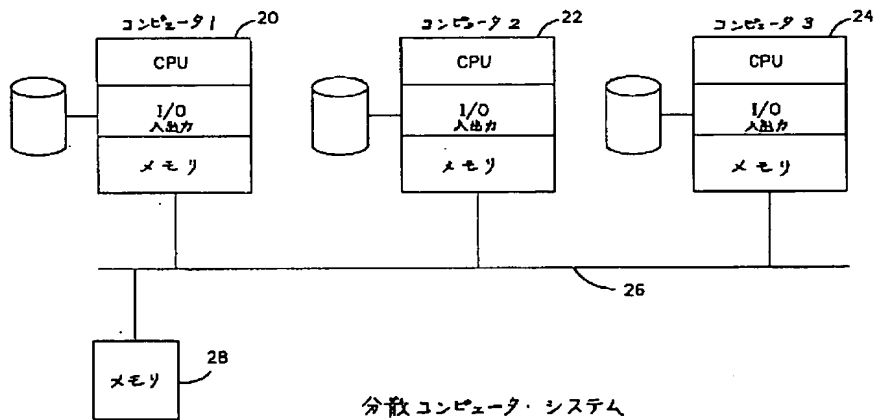 コンピュータ1
20
CPU
I/O
入出力
メモリ
コンピュータ2
22
CPU
I/O
入出力
メモリ
コンピュータ3
24
CPU
I/O
入出力
メモリ
26
メモリ
28
分散コンピュータ・システム